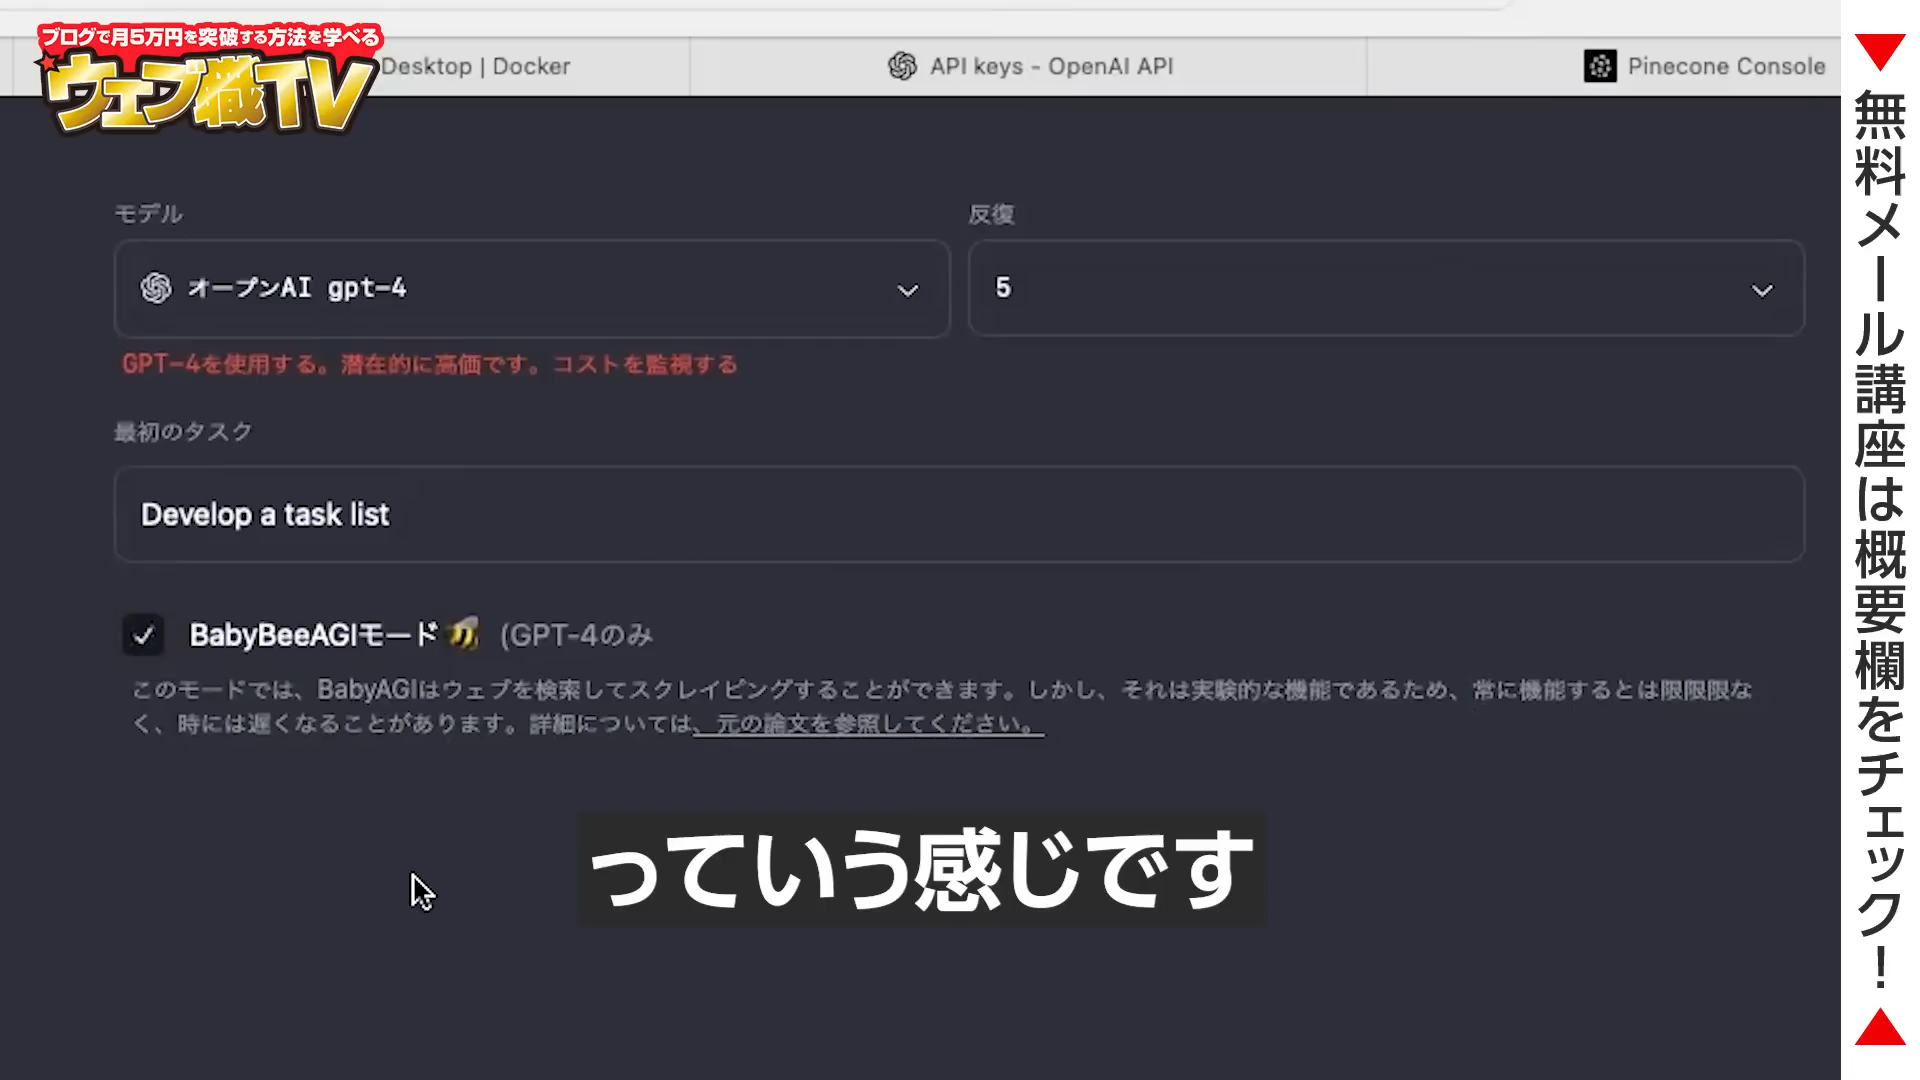 ブログで月5万円を突破する方法を学べる
ウェブ職TV
Desktop | Docker
API keys - OpenAI API
Pinecone Console
モデル
反復
オープンAI gpt-4
5
GPT-4を使用する。潜在的に高価です。コストを監視する
最初のタスク
Develop a task list
BabyBeeAGIモード🐝 (GPT-4のみ
このモードでは、BabyAGIはウェブを検索してスクレイピングすることができます。しかし、それは実験的な機能であるため、常に機能するとは限限限な
く、時には遅くなることがあります。詳細については、元の論文を参照してください。
っていう感じです
▼無料メール講座は概要欄をチェック！▲